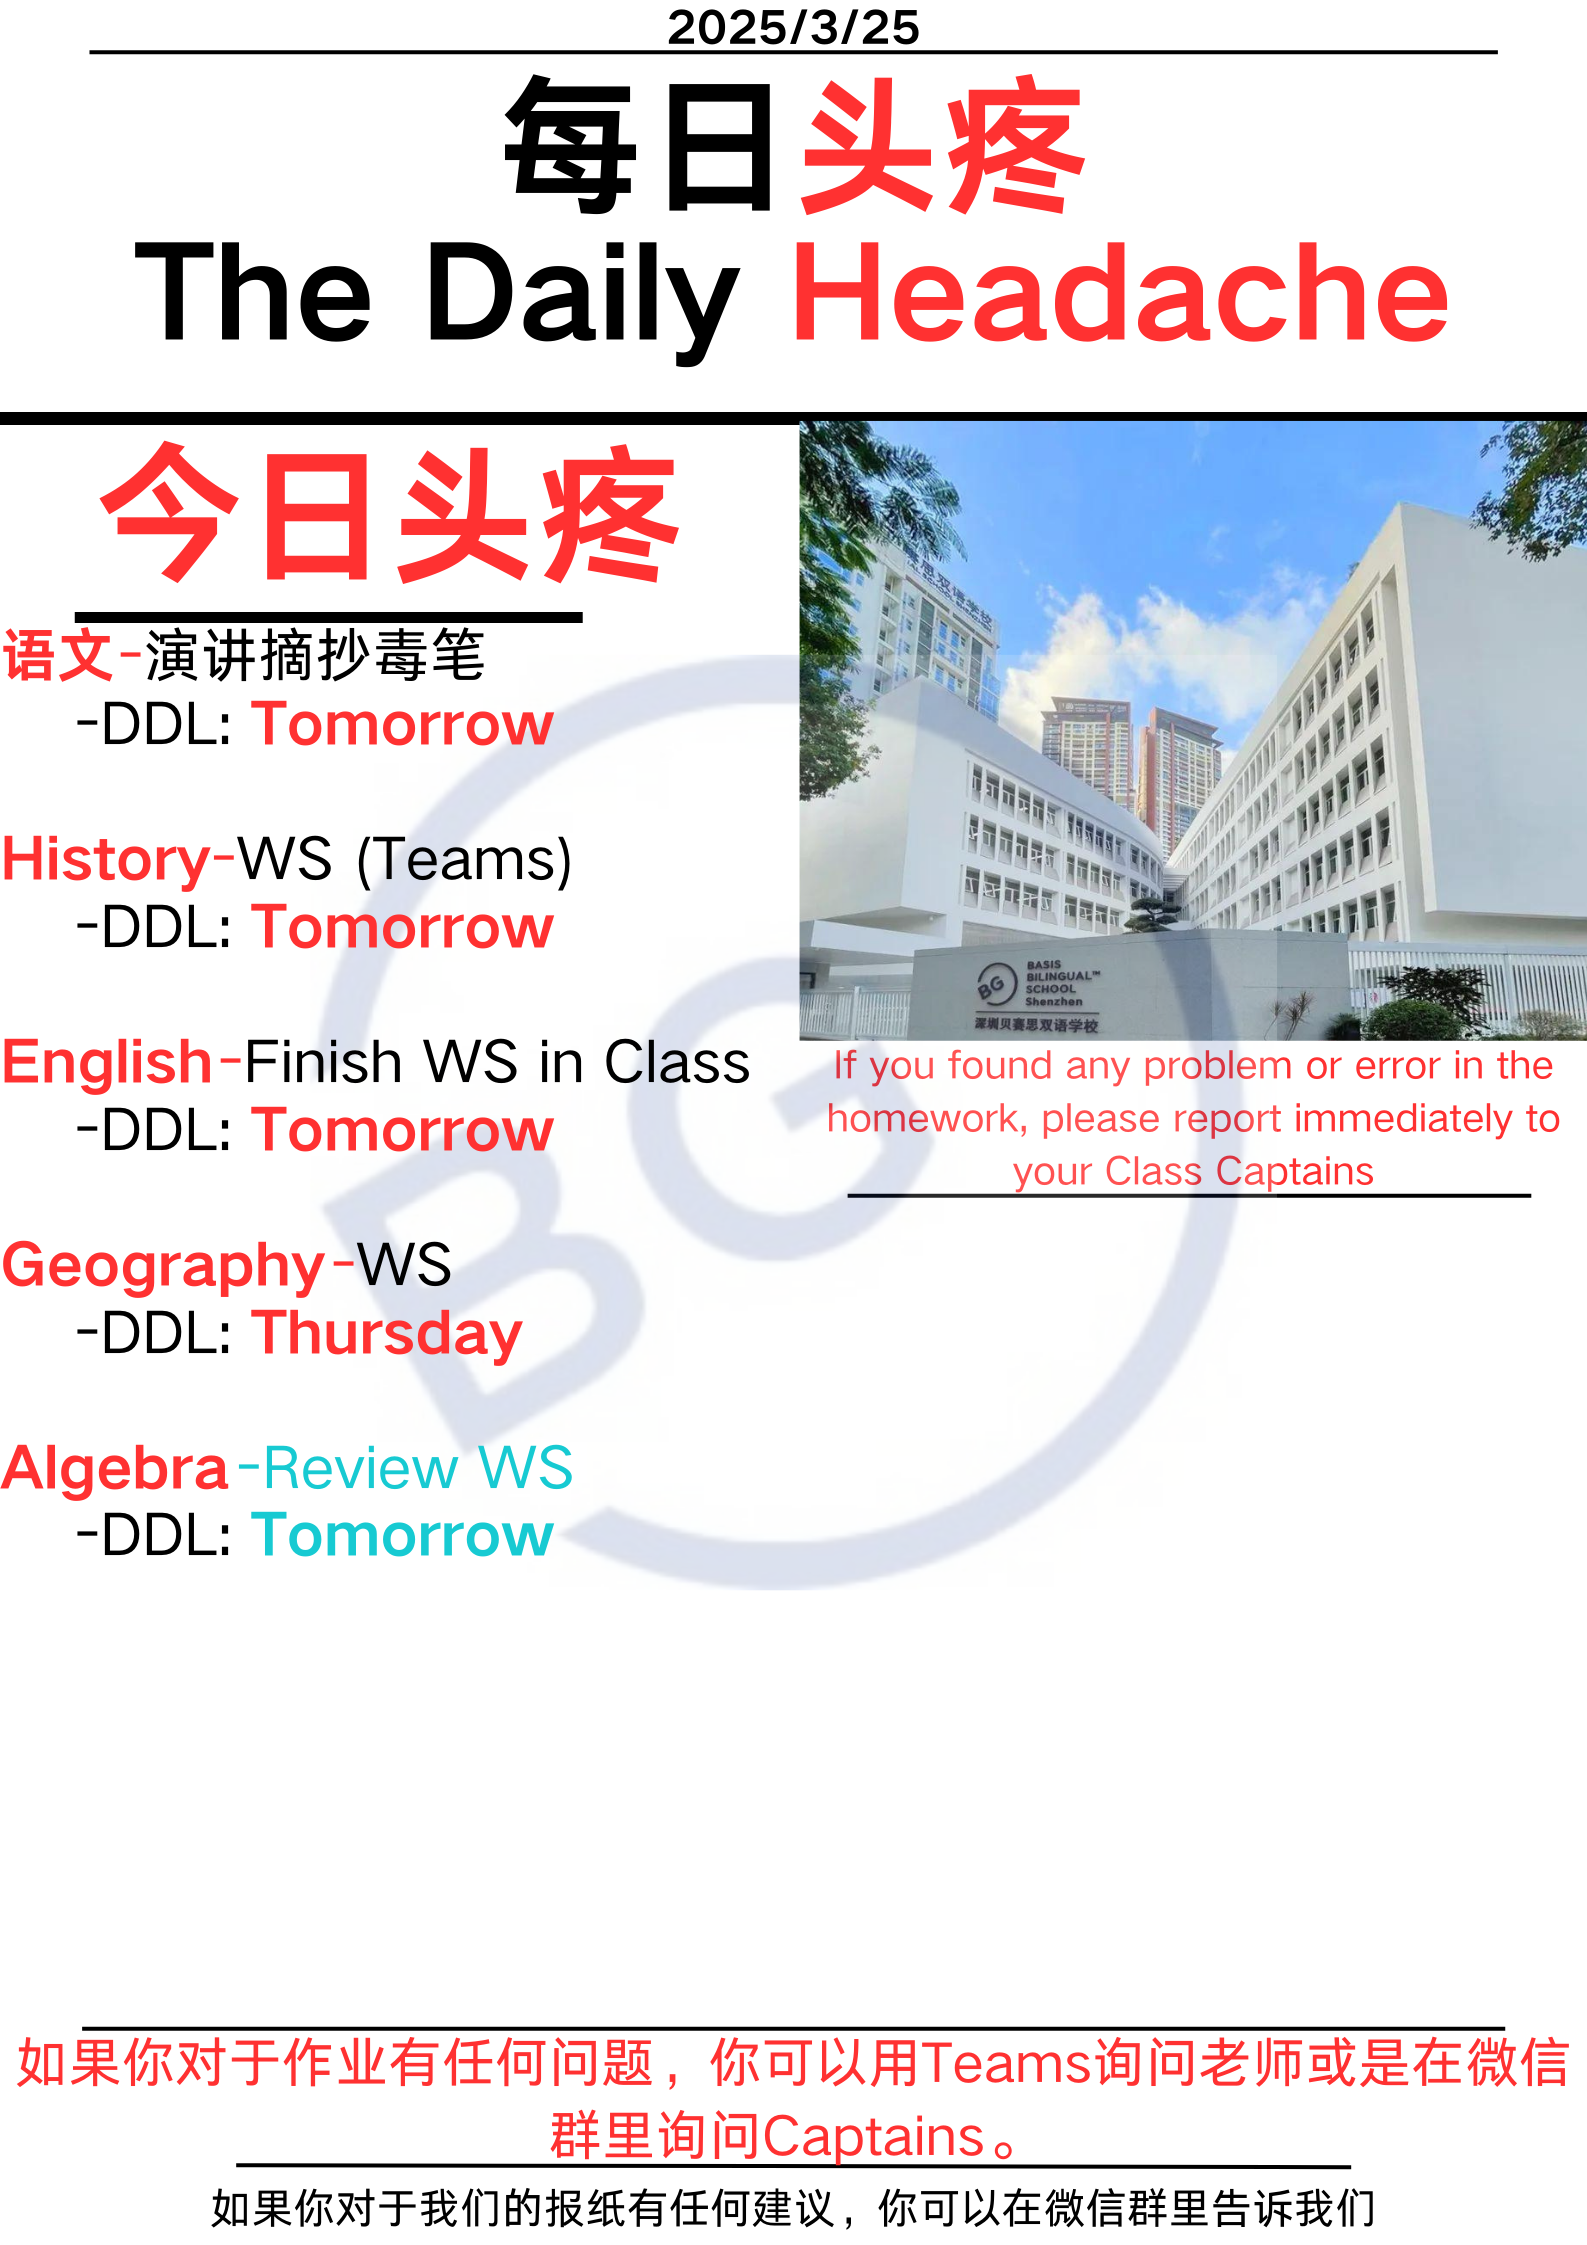 2025/3/25
每日头疼
The Daily Headache
今日头疼
语文-演讲摘抄毒笔
-DDL: Tomorrow
History-WS (Teams)
-DDL: Tomorrow
English-Finish WS in Class
-DDL: Tomorrow
Geography-WS
-DDL: Thursday
Algebra-Review WS
-DDL: Tomorrow
思双语学校
BG
BASIS
BILINGUAL™
SCHOOL
Shenzhen
深圳贝赛思双语学校
If you found any problem or error in the
homework, please report immediately to
your Class Captains
BG
如果你对于作业有任何问题，你可以用Teams询问老师或是在微信
群里询问Captains。
如果你对于我们的报纸有任何建议，你可以在微信群里告诉我们